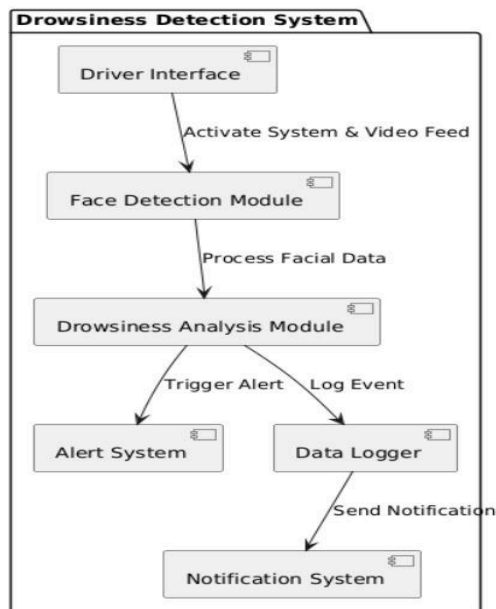 Drowsiness Detection System
Driver Interface
Activate System & Video Feed
Face Detection Module
Process Facial Data
Drowsiness Analysis Module
Trigger Alert
Log Event
Alert System
Data Logger
Send Notification
Notification System